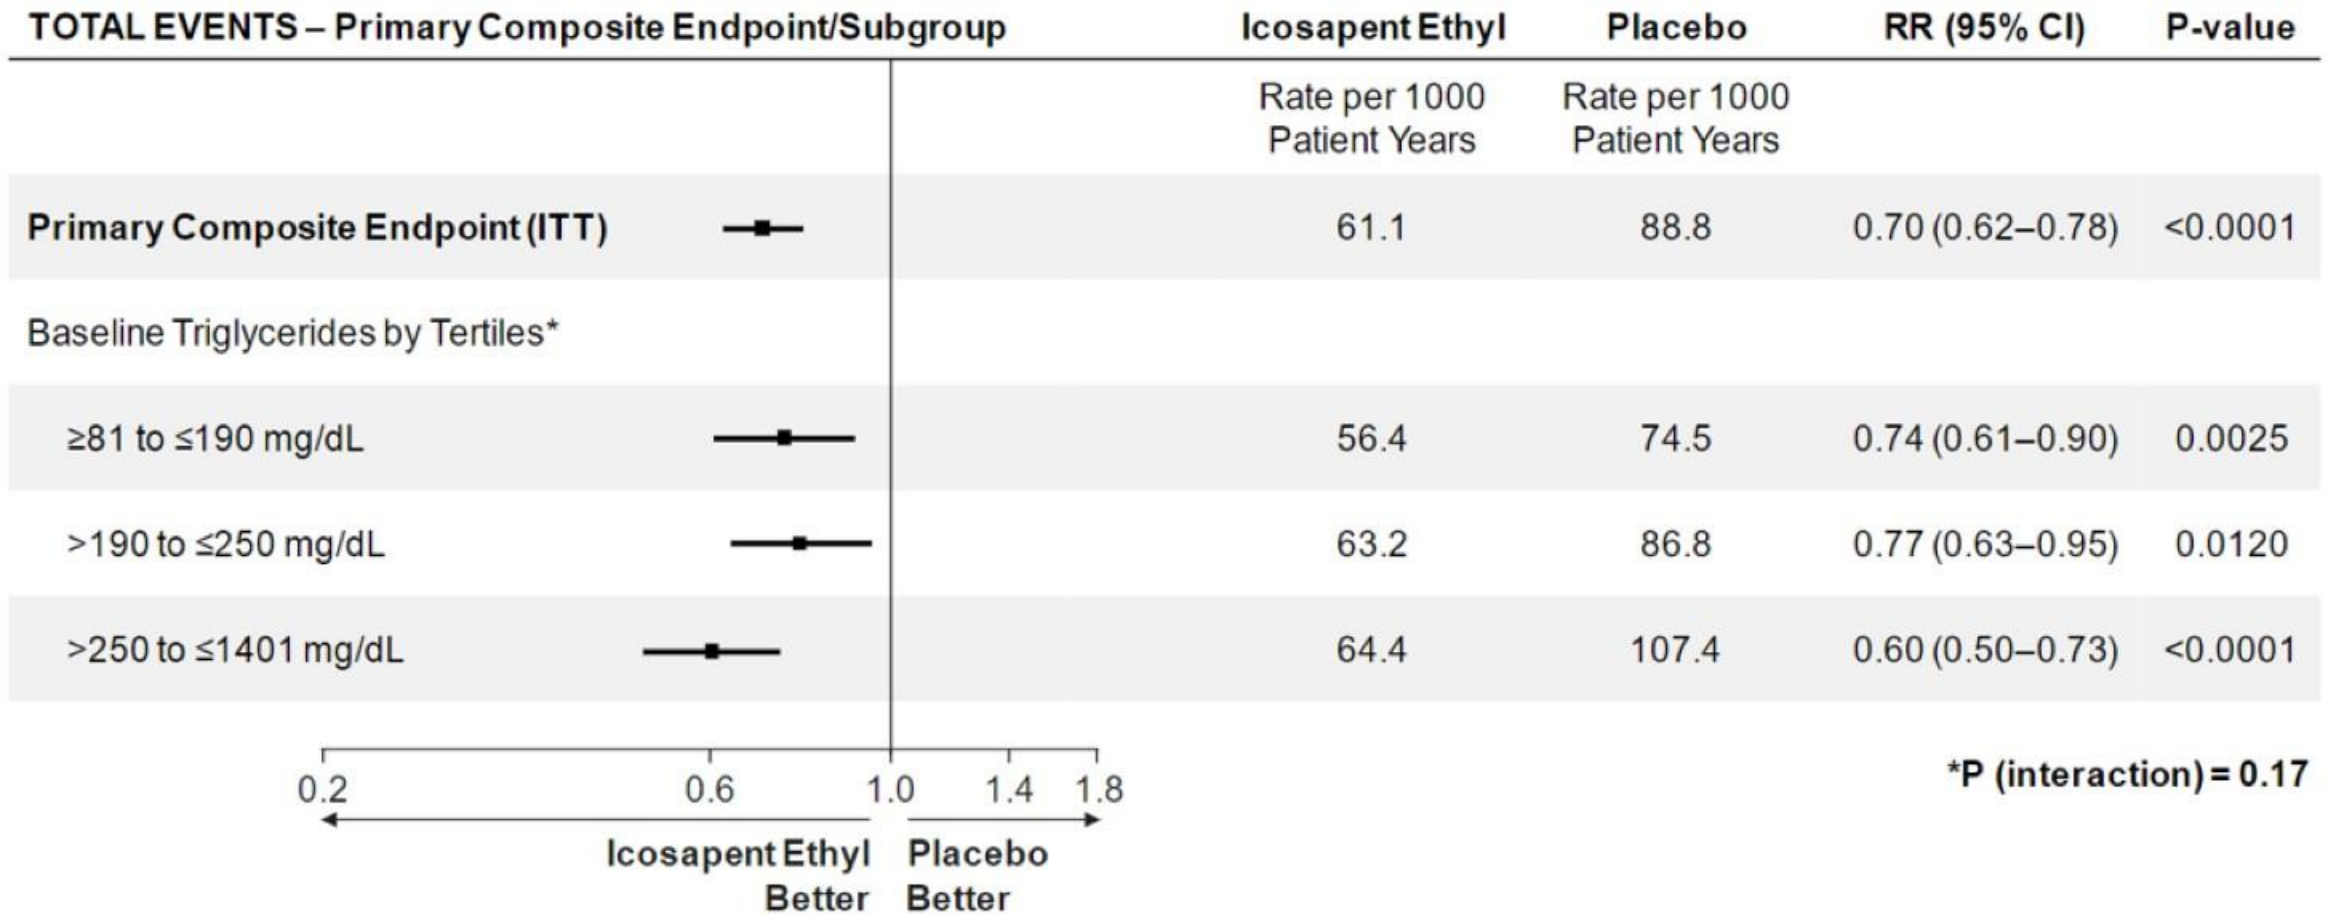 TOTAL EVENTS – Primary Composite Endpoint/Subgroup Icosapent Ethyl Placebo RR (95% CI) P-value
Rate per 1000 Patient Years Rate per 1000 Patient Years
Primary Composite Endpoint (ITT) 61.1 88.8 0.70 (0.62–0.78) <0.0001
Baseline Triglycerides by Tertiles*
≥81 to ≤190 mg/dL 56.4 74.5 0.74 (0.61–0.90) 0.0025
>190 to ≤250 mg/dL 63.2 86.8 0.77 (0.63–0.95) 0.0120
>250 to ≤1401 mg/dL 64.4 107.4 0.60 (0.50–0.73) <0.0001
0.2 0.6 1.0 1.4 1.8
*P (interaction) = 0.17
Icosapent Ethyl Better
Placebo Better